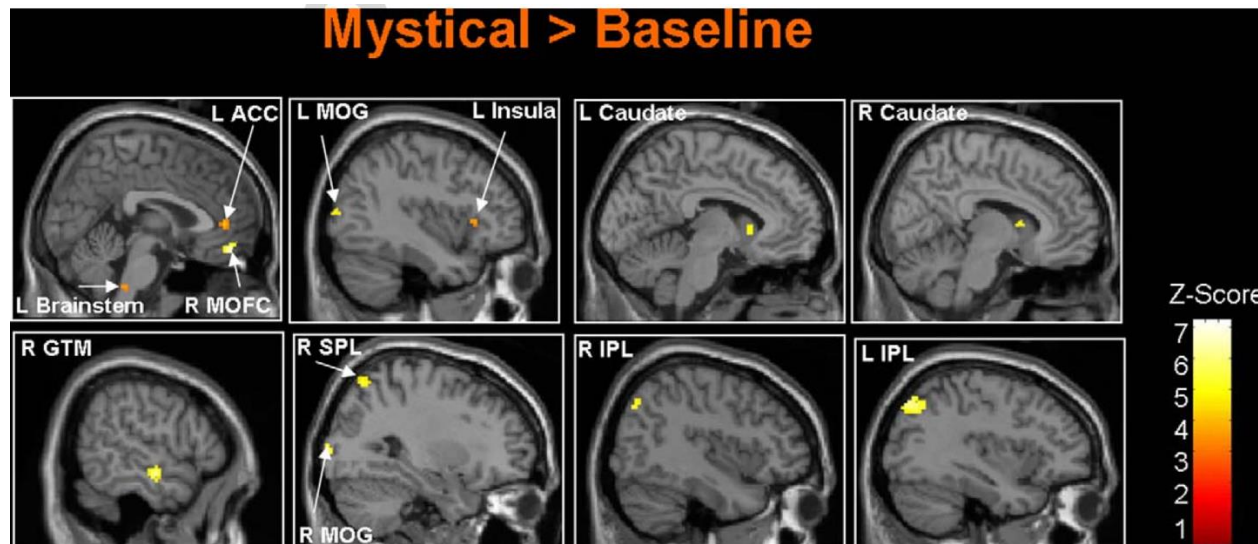 Mystical > Baseline
L ACC
L MOG
L Insula
L Caudate
R Caudate
L Brainstem
R MOFC
Z-Score
R GTM
R SPL
R IPL
L IPL
R MOG
7
6
5
4
3
2
1